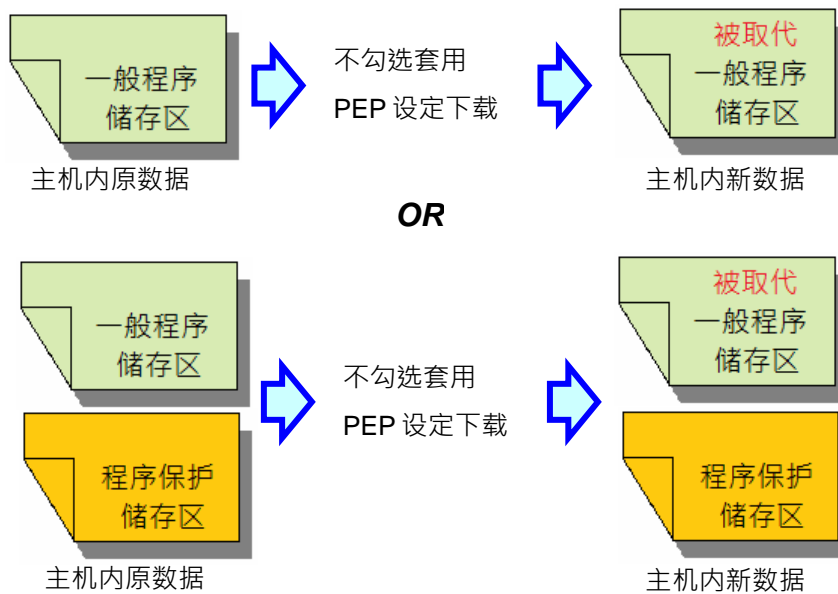 一般程序
储存区
主机内原数据
不勾选套用
PEP 设定下载
被取代
一般程序
储存区
主机内新数据
OR
一般程序
储存区
程序保护
储存区
主机内原数据
不勾选套用
PEP 设定下载
被取代
一般程序
储存区
程序保护
储存区
主机内新数据